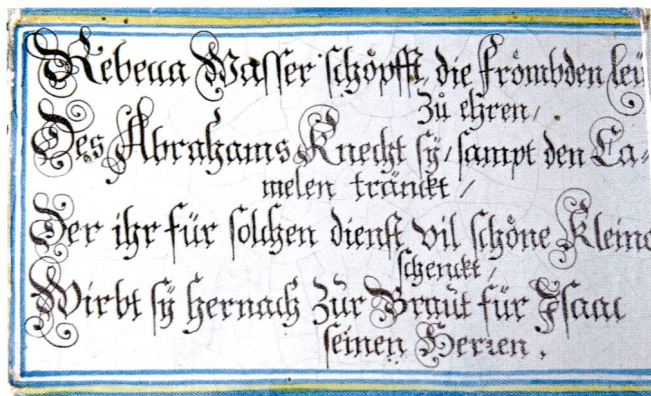 Rebecca Wasser schöpfft, die frömbden leü
Zu ehren,
Des Abrahams Knecht sÿ, sampt den Ca-
melen tränckt,
Der ihr für solchen dienst vil schöne Kleino
schenckt,
Wirbt sÿ hernach Zur Braut für Isaac
seinen Herren.